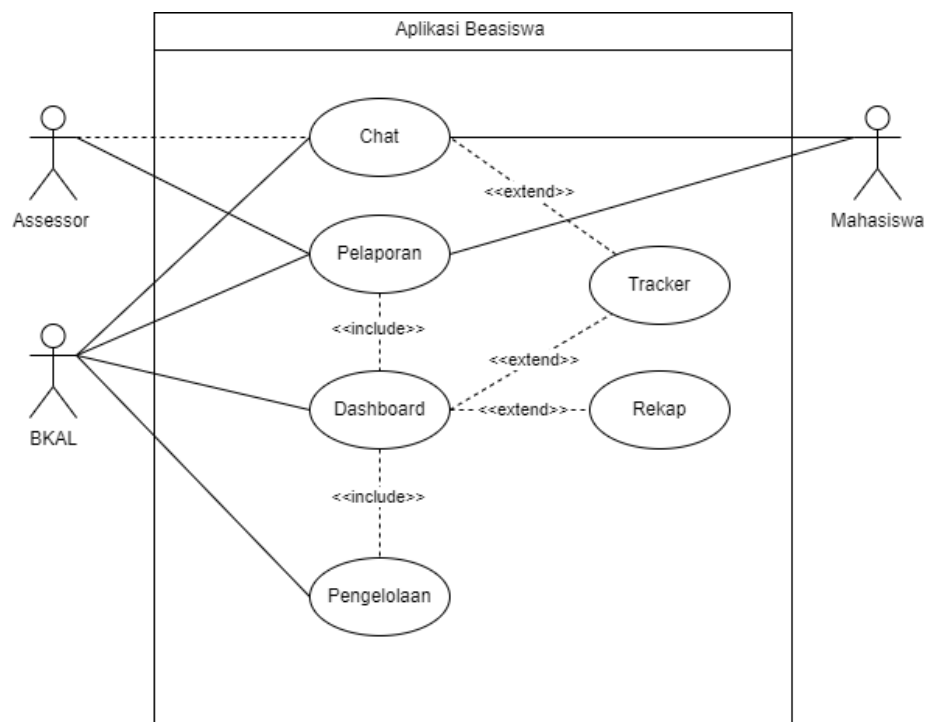 Aplikasi Beasiswa
Chat
<<extend>>
Assessor
Mahasiswa
Pelaporan
Tracker
<<include>>
<<extend>>
Dashboard
<<extend>>
Rekap
BKAL
<<include>>
Pengelolaan